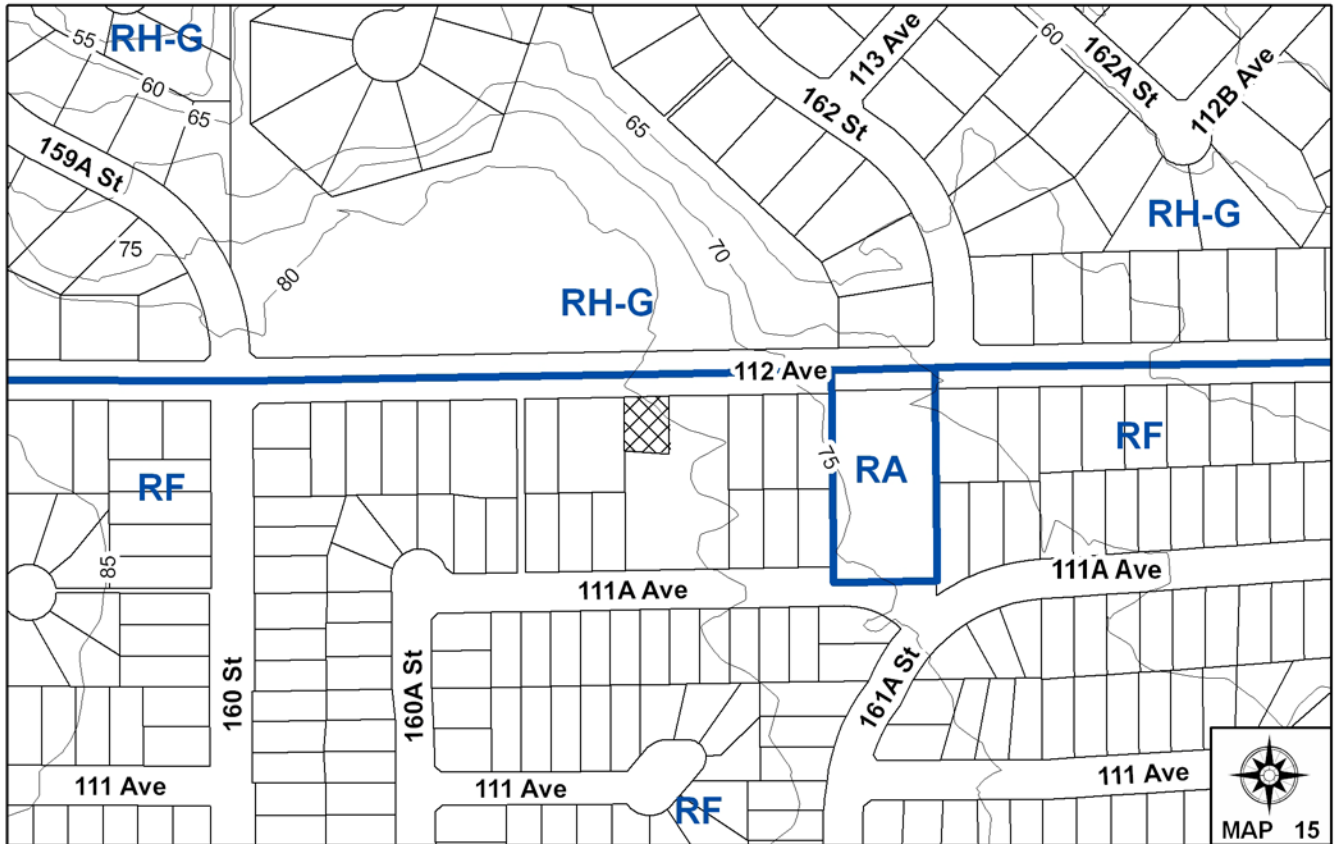 RH-G
55
60
65
159A St
75
80
113 Ave
162 St
60
162A St
112B Ave
65
70
RH-G
RH-G
112 Ave
RF
85
75
RA
RF
111A Ave
111A Ave
160 St
160A St
161A St
111 Ave
111 Ave
RF
111 Ave
MAP 15